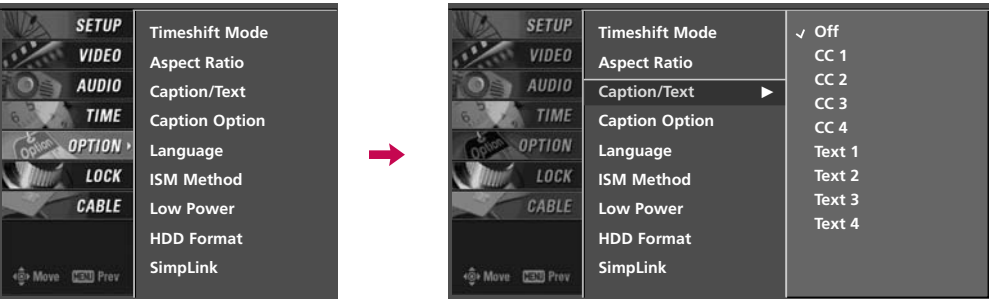 SETUP
VIDEO
AUDIO
TIME
OPTION
LOCK
CABLE
Move MENU Prev
Timeshift Mode
Aspect Ratio
Caption/Text
Caption Option
Language
ISM Method
Low Power
HDD Format
SimpLink
SETUP
VIDEO
AUDIO
TIME
OPTION
LOCK
CABLE
Move MENU Prev
Timeshift Mode
Aspect Ratio
Caption/Text
Caption Option
Language
ISM Method
Low Power
HDD Format
SimpLink
Off
CC 1
CC 2
CC 3
CC 4
Text 1
Text 2
Text 3
Text 4